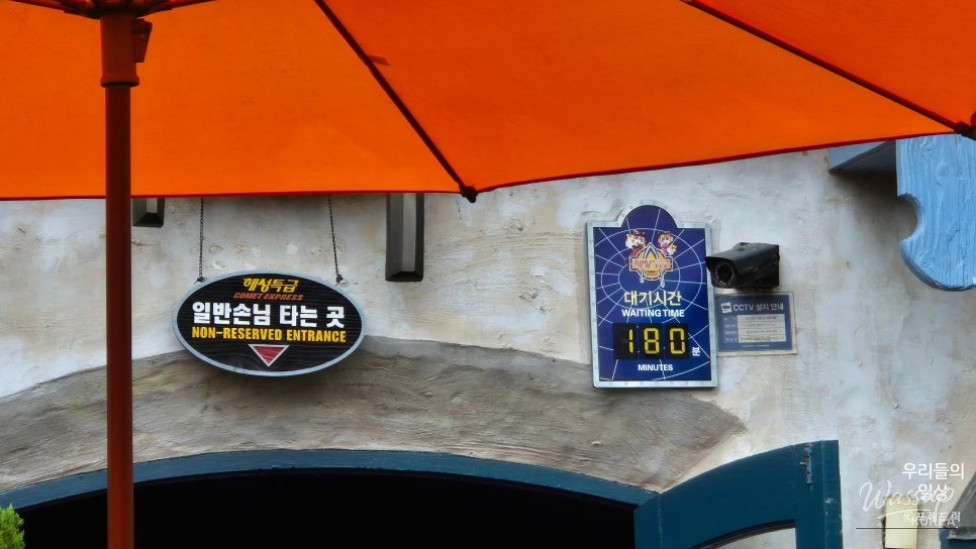 혜성특급
COMET EXPRESS
일반손님 타는 곳
NON-RESERVED ENTRANCE
대기시간
WAITING TIME
180 분
MINUTES
CCTV 설치 안내
우리들의
일상